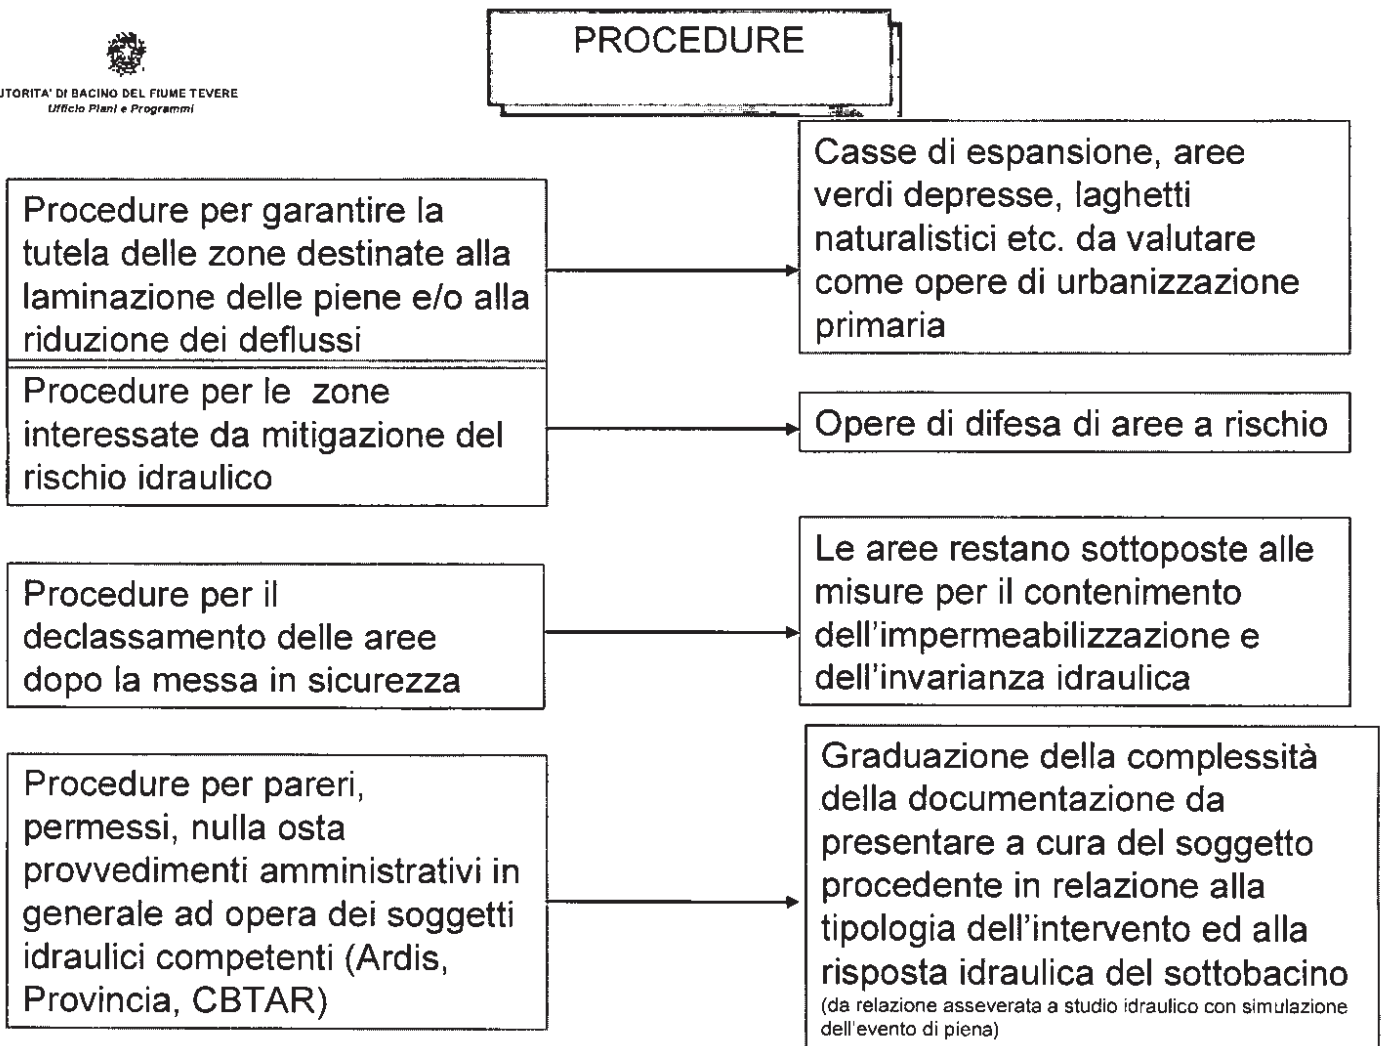 PROCEDURE
UTORITA' DI BACINO DEL FIUME TEVERE
Ufficio Piani e Programmi
Procedure per garantire la
tutela delle zone destinate alla
laminazione delle piene e/o alla
riduzione dei deflussi
Casse di espansione, aree
verdi depresse, laghetti
naturalistici etc. da valutare
come opere di urbanizzazione
primaria
Procedure per le zone
interessate da mitigazione del
rischio idraulico
Opere di difesa di aree a rischio
Procedure per il
declassamento delle aree
dopo la messa in sicurezza
Le aree restano sottoposte alle
misure per il contenimento
dell'impermeabilizzazione e
dell'invarianza idraulica
Procedure per pareri,
permessi, nulla osta
provvedimenti amministrativi in
generale ad opera dei soggetti
idraulici competenti (Ardis,
Provincia, CBTAR)
Graduazione della complessità
della documentazione da
presentare a cura del soggetto
procedente in relazione alla
tipologia dell'intervento ed alla
risposta idraulica del sottobacino
(da relazione asseverata a studio idraulico con simulazione
dell'evento di piena)